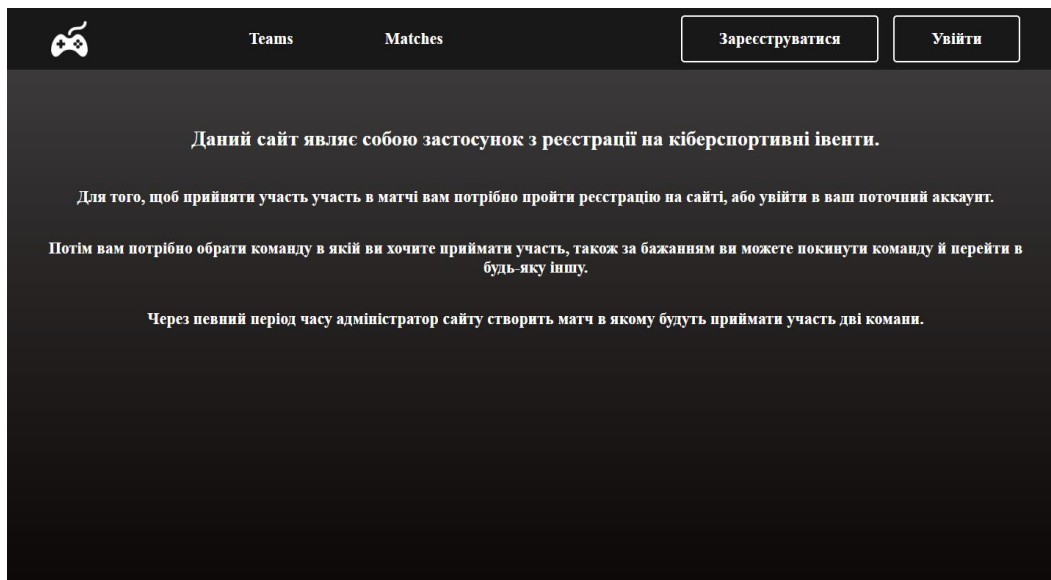 Teams Matches Зареєструватися Увійти
Даний сайт являє собою застосунок з реєстрації на кіберспортивні івенти.
Для того, щоб прийняти участь участь в матчі вам потрібно пройти реєстрацію на сайті, або увійти в ваш поточний аккаунт.
Потім вам потрібно обрати команду в якій ви хочите приймати участь, також за бажанням ви можете покинути команду й перейти в
будь-яку іншу.
Через певний період часу адміністратор сайту створить матч в якому будуть приймати участь дві комани.